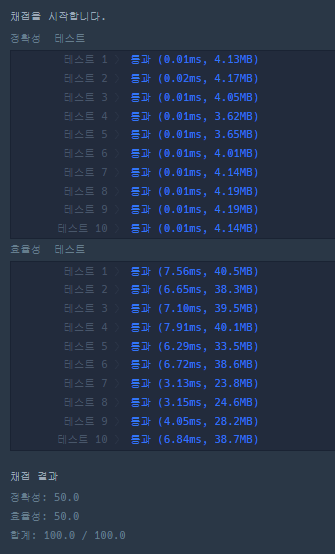 채점을 시작합니다.
정확성 테스트
테스트 1 〉 통과 (0.01ms, 4.13MB)
테스트 2 〉 통과 (0.02ms, 4.17MB)
테스트 3 〉 통과 (0.01ms, 4.05MB)
테스트 4 〉 통과 (0.01ms, 3.62MB)
테스트 5 〉 통과 (0.01ms, 3.65MB)
테스트 6 〉 통과 (0.01ms, 4.01MB)
테스트 7 〉 통과 (0.01ms, 4.14MB)
테스트 8 〉 통과 (0.01ms, 4.19MB)
테스트 9 〉 통과 (0.01ms, 4.19MB)
테스트 10 〉 통과 (0.01ms, 4.14MB)
효율성 테스트
테스트 1 〉 통과 (7.56ms, 40.5MB)
테스트 2 〉 통과 (6.65ms, 38.3MB)
테스트 3 〉 통과 (7.10ms, 39.5MB)
테스트 4 〉 통과 (7.91ms, 40.1MB)
테스트 5 〉 통과 (6.29ms, 33.5MB)
테스트 6 〉 통과 (6.72ms, 38.6MB)
테스트 7 〉 통과 (3.13ms, 23.8MB)
테스트 8 〉 통과 (3.15ms, 24.6MB)
테스트 9 〉 통과 (4.05ms, 28.2MB)
테스트 10 〉 통과 (6.84ms, 38.7MB)
채점 결과
정확성: 50.0
효율성: 50.0
합계: 100.0 / 100.0